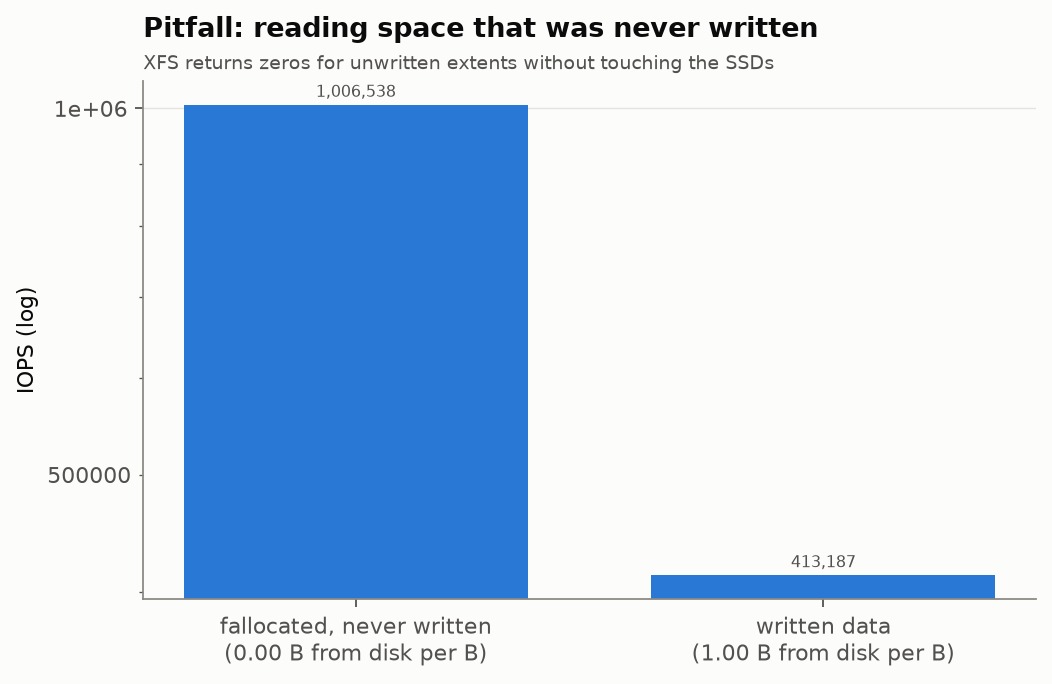 Pitfall: reading space that was never written
XFS returns zeros for unwritten extents without touching the SSDs
1,006,538
1e+06
IOPS (log)
500000
413,187
fallocated, never written
(0.00 B from disk per B)
written data
(1.00 B from disk per B)